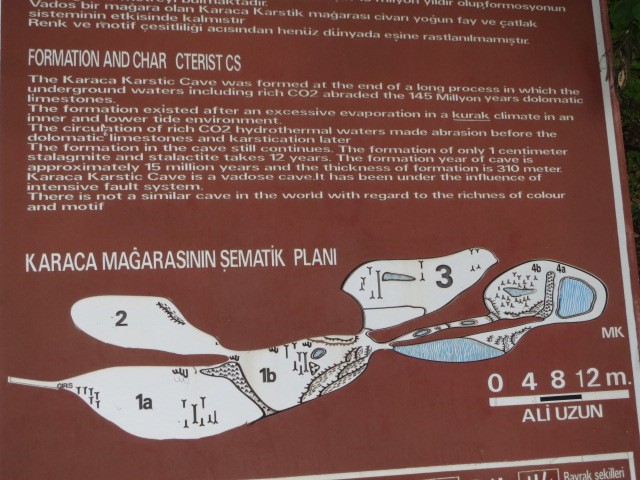 milyon yıldır olup,formosyonun
Vados bir mağara olan Karaca Karstik mağarası civarı yoğun fay ve çatlak
sisteminin etkisinde kalmıştır
Renk ve motif çeşitliliği acısından henüz dünyada eşine rastlanılmamıştır.
FORMATION AND CHAR CTERIST CS
The Karaca Karstic Cave was formed at the end of a long process in which the
underground waters including rich CO2 abraded the 145 Millyon years dolomatic
limestones.
The formation existed after an excessive evaporation in a kurak climate in an
inner and lower tide environment.
The circulation of rich CO2 hydrothermal waters made abrasion before the
dolomatic limestones and karstication later
The formation in the cave still continues. The formation of only 1 centimeter
stalagmite and stalactite takes 12 years. The formation year of cave is
approximately 15 million years and the thickness of formation is 310 meter.
Karaca Karstic Cave is a vadose cave.It has been under the influence of
intensive fault system.
There is not a similar cave in the world with regard to the richnes of colour
and motif
KARACA MAĞARASININ ŞEMATİK PLANI
2
3
4b
4a
MK
GİRİŞ
1a
1b
0 4 8 12 m.
ALİ UZUN
Bayrak şekilleri